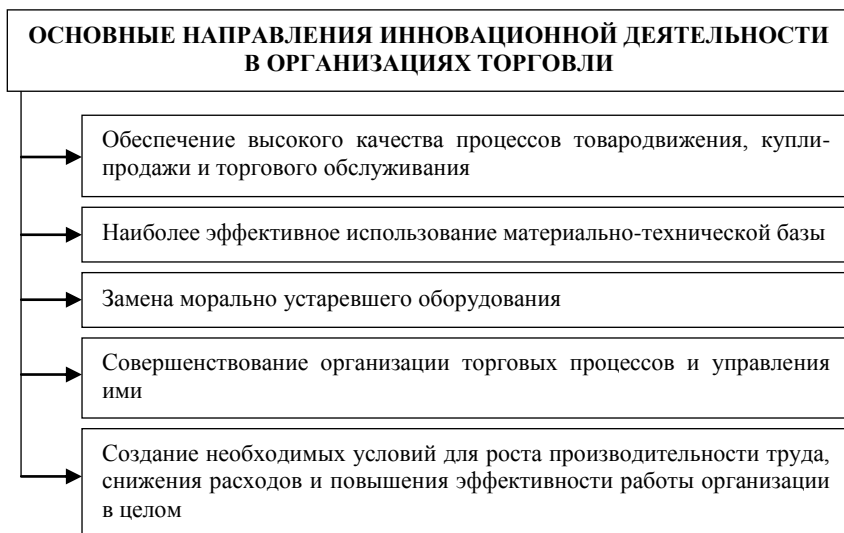 ОСНОВНЫЕ НАПРАВЛЕНИЯ ИННОВАЦИОННОЙ ДЕЯТЕЛЬНОСТИ
В ОРГАНИЗАЦИЯХ ТОРГОВЛИ
Обеспечение высокого качества процессов товародвижения, купли-
продажи и торгового обслуживания
Наиболее эффективное использование материально-технической базы
Замена морально устаревшего оборудования
Совершенствование организации торговых процессов и управления
ими
Создание необходимых условий для роста производительности труда,
снижения расходов и повышения эффективности работы организации
в целом